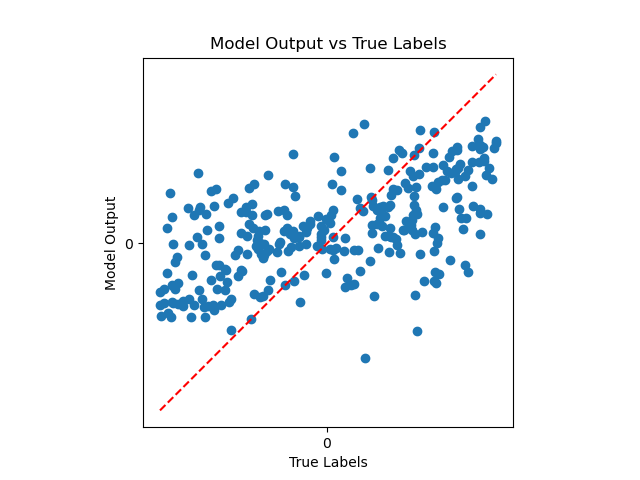 Model Output vs True Labels
Model Output
0
0
True Labels